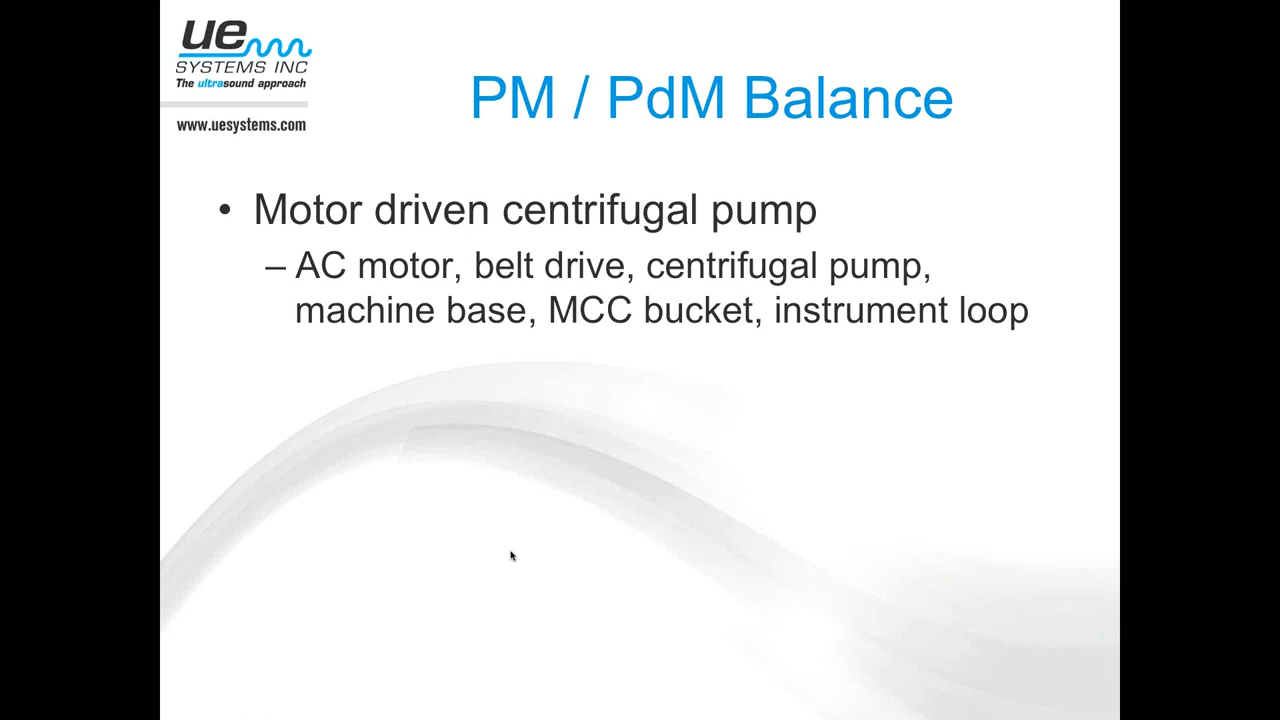 ue
SYSTEMS INC
The ultrasound approach
www.uesystems.com
PM / PdM Balance
• Motor driven centrifugal pump
– AC motor, belt drive, centrifugal pump,
machine base, MCC bucket, instrument loop